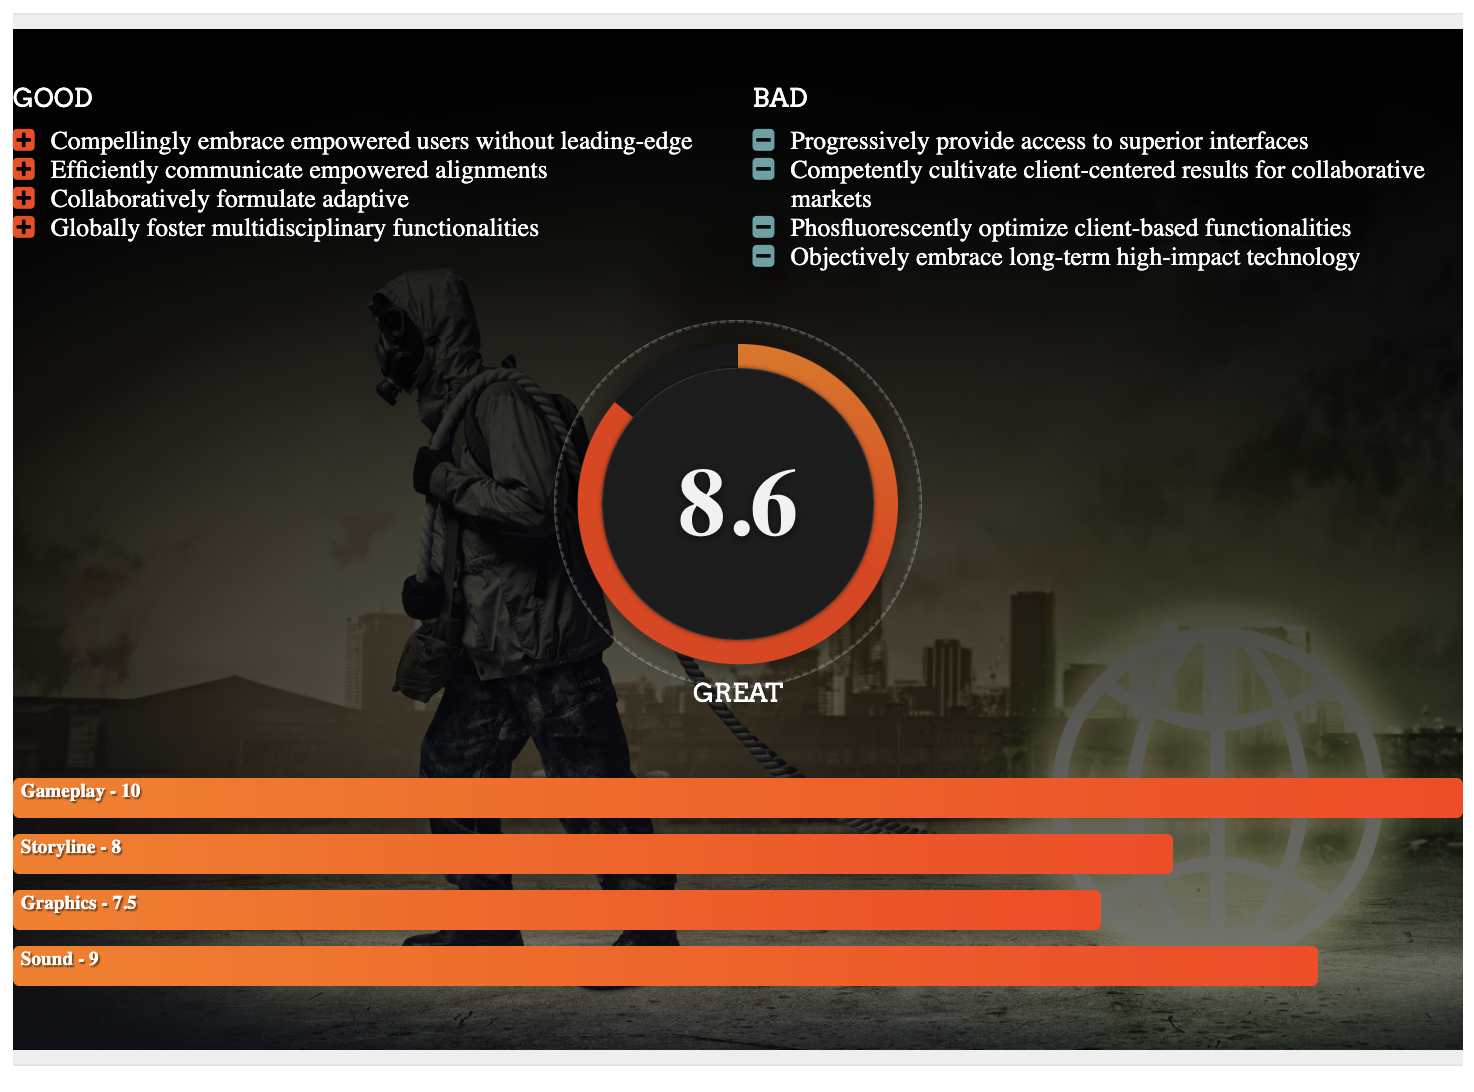 GOOD
Compellingly embrace empowered users without leading-edge
Efficiently communicate empowered alignments
Collaboratively formulate adaptive
Globally foster multidisciplinary functionalities
BAD
Progressively provide access to superior interfaces
Competently cultivate client-centered results for collaborative
markets
Phosfluorescently optimize client-based functionalities
Objectively embrace long-term high-impact technology
8.6
GREAT
Gameplay - 10
Storyline - 8
Graphics - 7.5
Sound - 9